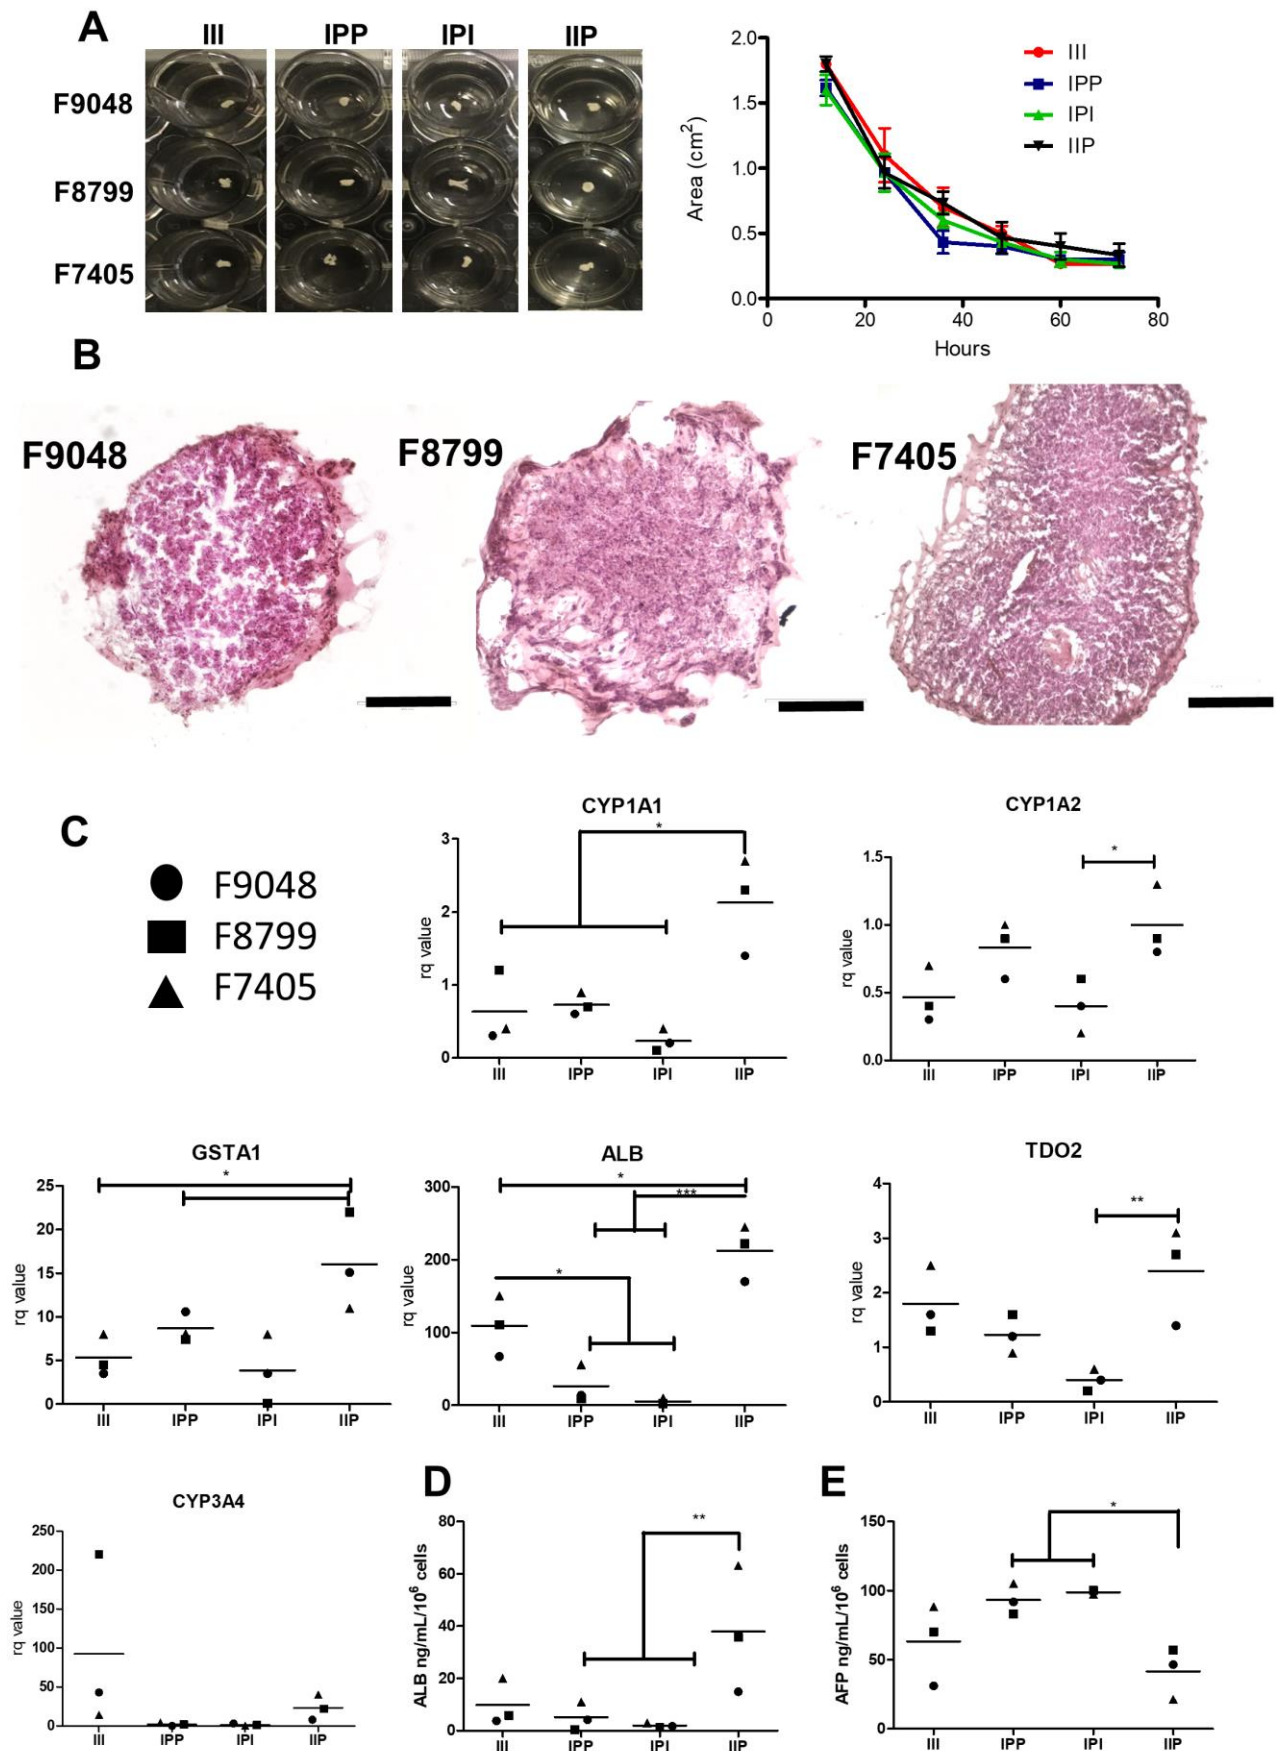 A
III IPP IPI IIP
F9048
F8799
F7405
2.0
1.5
1.0
0.5
0.0
Area (cm²)
0 20 40 60 80
Hours
III
IPP
IPI
IIP
B
F9048 F8799 F7405
C
F9048
F8799
F7405
CYP1A1
*
3
2
1
0
rq value
III IPP IPI IIP
CYP1A2
*
1.5
1.0
0.5
0.0
rq value
III IPP IPI IIP
GSTA1
*
25
20
15
10
5
0
rq value
III IPP IPI IIP
ALB
*
***
*
300
200
100
0
rq value
III IPP IPI IIP
TDO2
**
4
3
2
1
0
rq value
III IPP IPI IIP
CYP3A4
250
200
150
100
50
0
rq value
III IPP IPI IIP
D
**
80
60
40
20
0
ALB ng/mL/10⁶ cells
III IPP IPI IIP
E
*
150
100
50
0
AFP ng/mL/10⁶ cells
III IPP IPI IIP